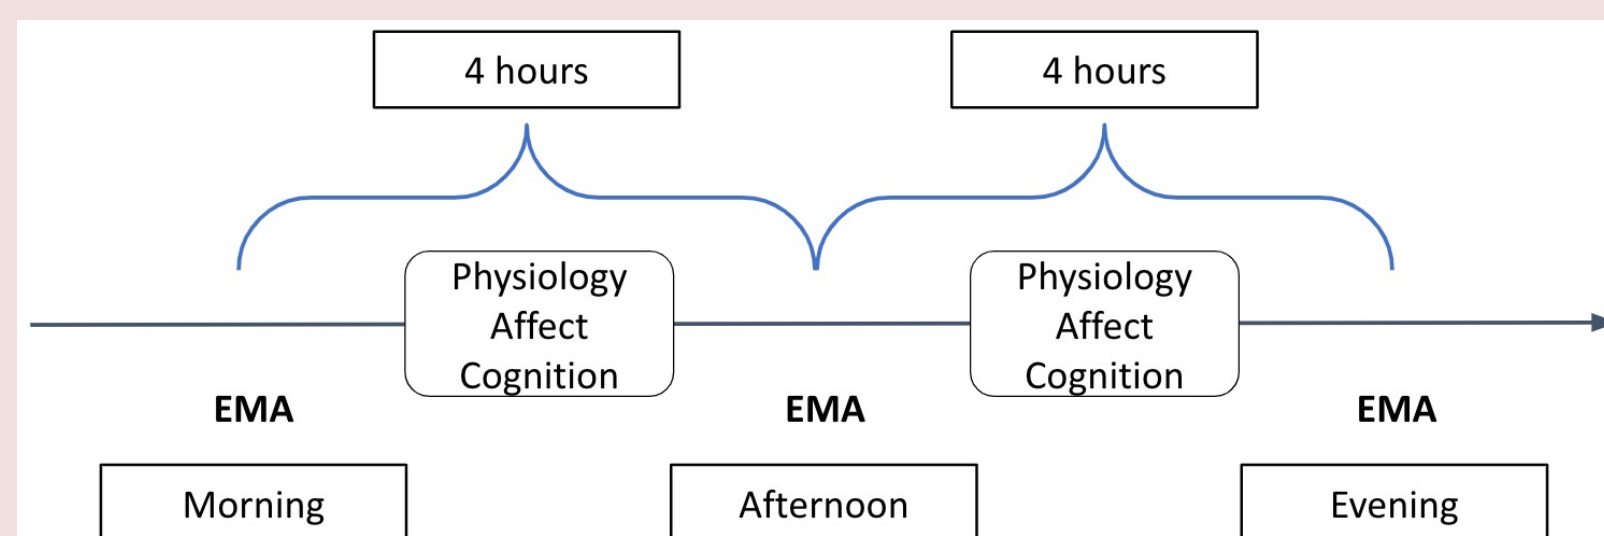 4 hours
4 hours
Physiology
Affect
Cognition
Physiology
Affect
Cognition
EMA
EMA
EMA
Morning
Afternoon
Evening